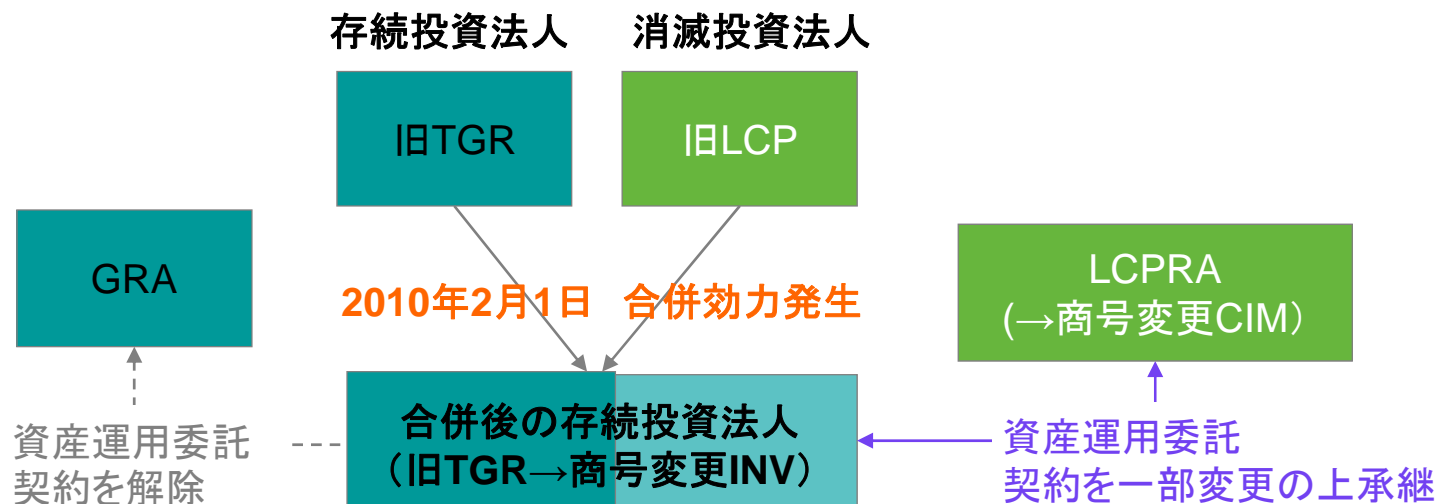 存続投資法人
消滅投資法人
旧TGR
旧LCP
GRA
2010年2月1日 合併効力発生
LCPRA
(→商号変更CIM）
合併後の存続投資法人
（旧TGR→商号変更INV）
資産運用委託
契約を解除
資産運用委託
契約を一部変更の上承継